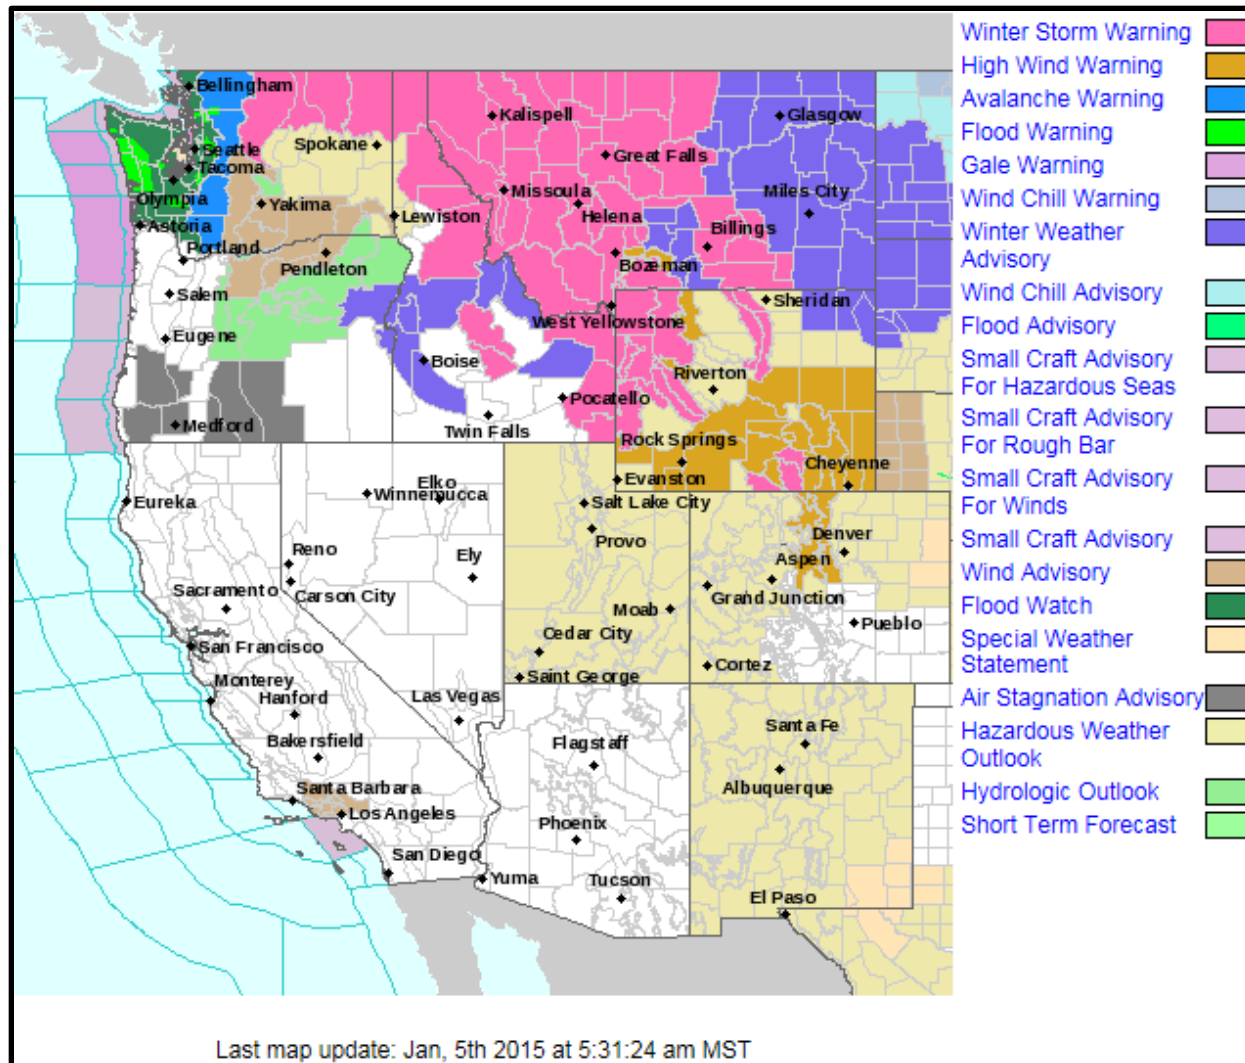 Bellingham
Kalispell
Glasgow
Spokane
Seattle
Great Falls
Tacoma
Missoula
Miles City
Olympia
Yakima
Lewiston
Helena
Astoria
Billings
Portland
Pendleton
Bozeman
Salem
Sheridan
West Yellowstone
Eugene
Boise
Riverton
Pocatello
Medford
Twin Falls
Rock Springs
Cheyenne
Evanston
Elko
Winnemucca
Eureka
Salt Lake City
Denver
Provo
Reno
Ely
Aspen
Sacramento
Carson City
Grand Junction
Moab
Pueblo
Cedar City
San Francisco
Cortez
Saint George
Monterey
Hanford
Las Vegas
Santa Fe
Bakersfield
Flagstaff
Albuquerque
Santa Barbara
Los Angeles
Phoenix
San Diego
Yuma
Tucson
El Paso
Winter Storm Warning
High Wind Warning
Avalanche Warning
Flood Warning
Gale Warning
Wind Chill Warning
Winter Weather
Advisory
Wind Chill Advisory
Flood Advisory
Small Craft Advisory
For Hazardous Seas
Small Craft Advisory
For Rough Bar
Small Craft Advisory
For Winds
Small Craft Advisory
Wind Advisory
Flood Watch
Special Weather
Statement
Air Stagnation Advisory
Hazardous Weather
Outlook
Hydrologic Outlook
Short Term Forecast
Last map update: Jan, 5th 2015 at 5:31:24 am MST